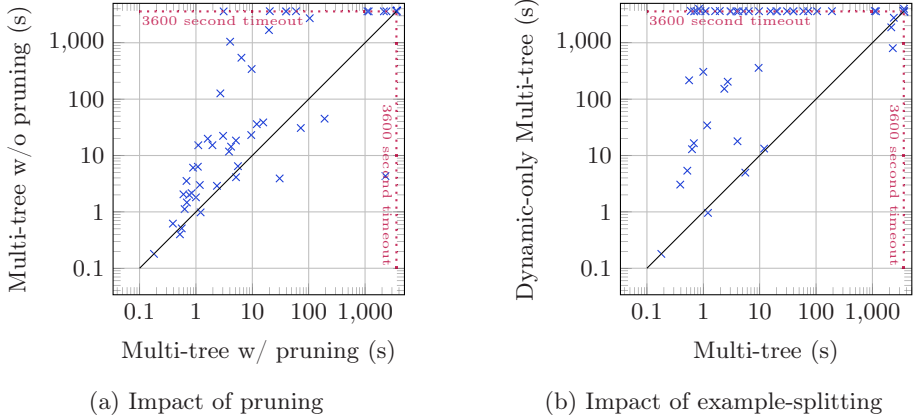 Multi-tree w/o pruning (s)
1,000
100
10
1
0.1
3600 second timeout
3600 second timeout
0.1 1 10 100 1,000
Multi-tree w/ pruning (s)
(a) Impact of pruning
Dynamic-only Multi-tree (s)
1,000
100
10
1
0.1
3600 second timeout
3600 second timeout
0.1 1 10 100 1,000
Multi-tree (s)
(b) Impact of example-splitting